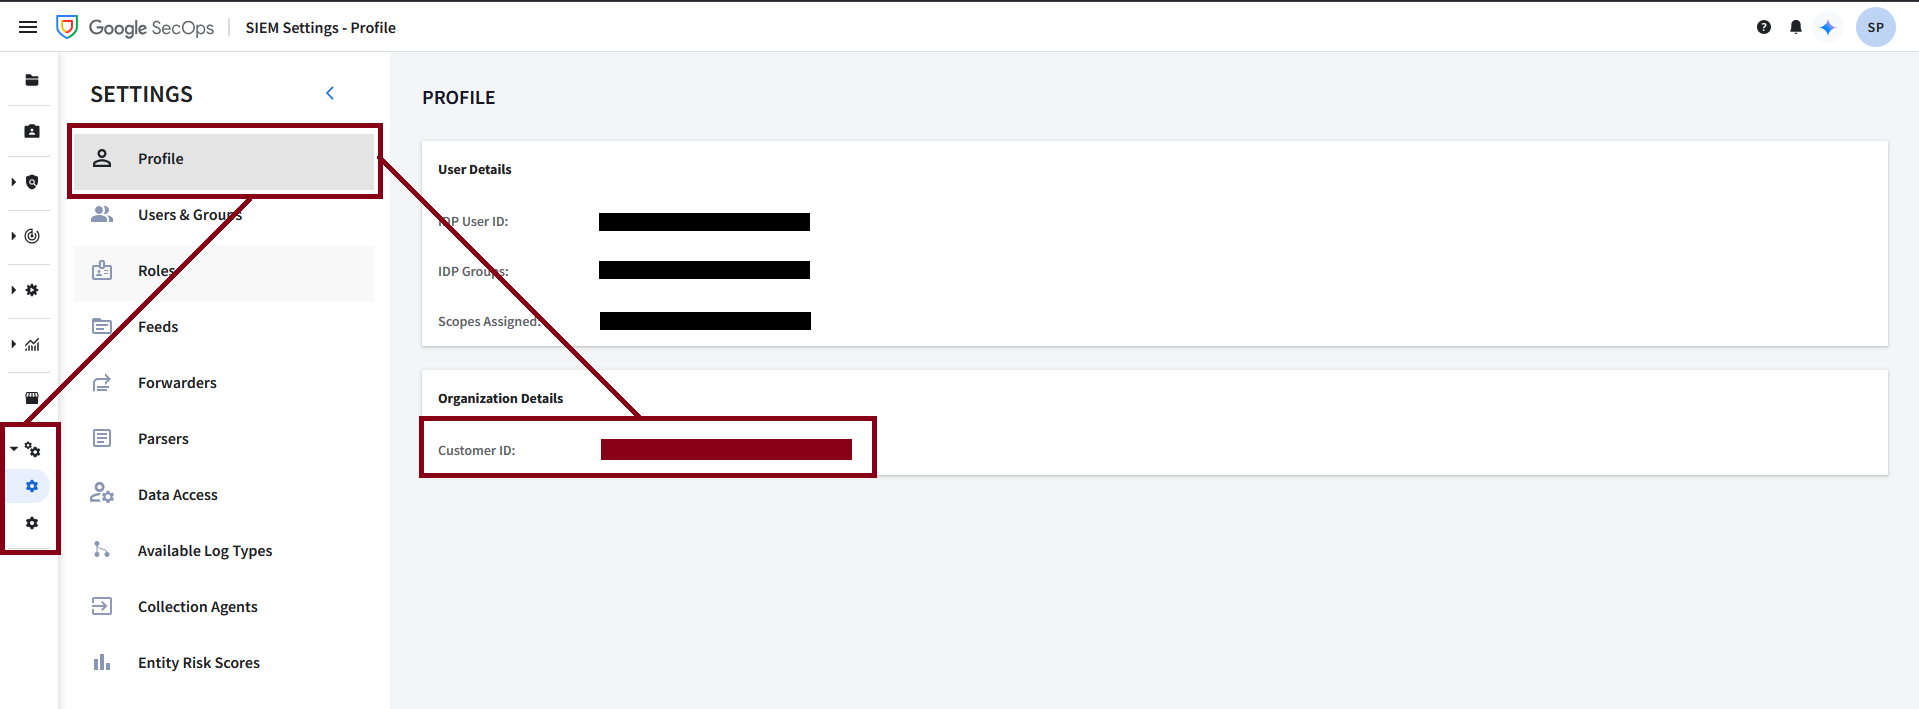 Google SecOps
SIEM Settings - Profile
SP
SETTINGS
Profile
Users & Groups
Roles
Feeds
Forwarders
Parsers
Data Access
Available Log Types
Collection Agents
Entity Risk Scores
PROFILE
User Details
IDP User ID:
IDP Groups:
Scopes Assigned:
Organization Details
Customer ID: